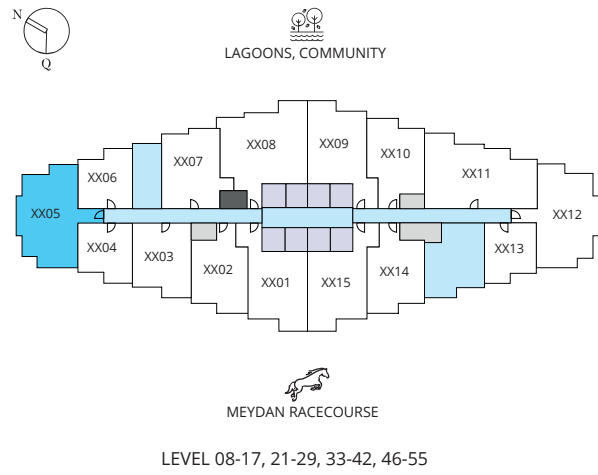 N
Q
LAGOONS, COMMUNITY
XX08
XX09
XX10
XX07
XX11
XX06
XX05
XX12
XX04
XX03
XX02
XX01
XX15
XX14
XX13
MEYDAN RACECOURSE
LEVEL 08-17, 21-29, 33-42, 46-55